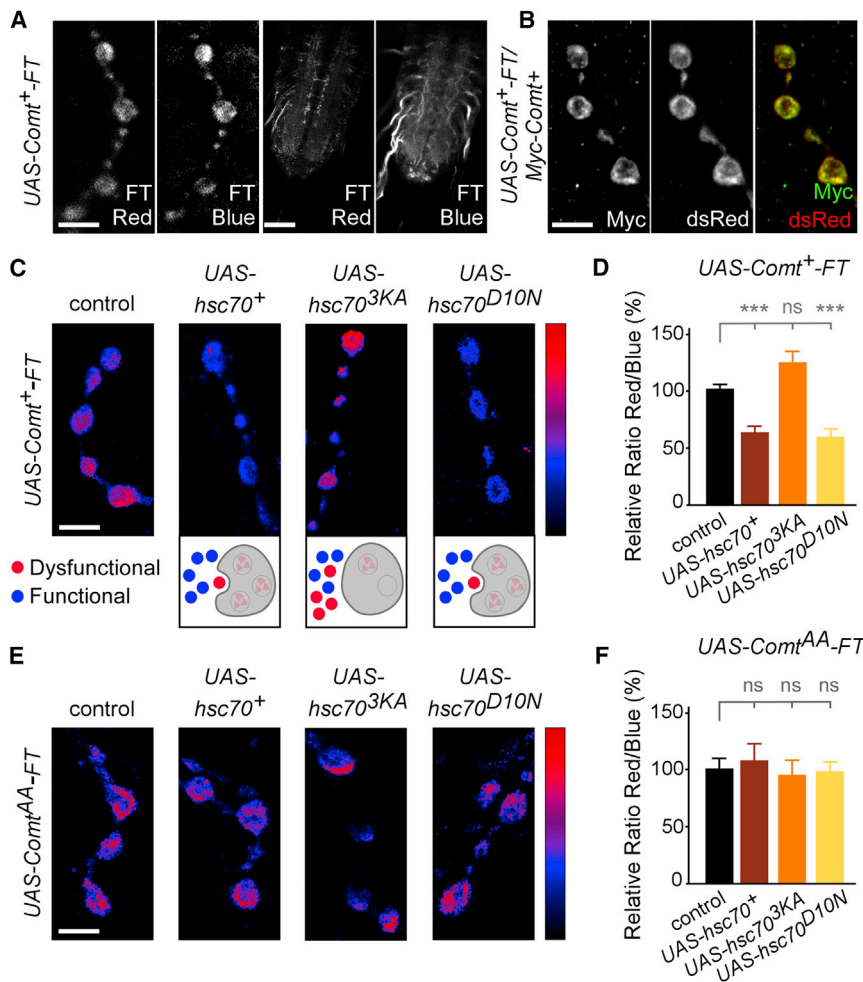 A
UAS-Comt⁺-FT
FT
Red
FT
Blue
FT
Red
FT
Blue
B
UAS-Comt⁺-FT/
Myc-Comt+
Myc
dsRed
Myc
dsRed
C
UAS-Comt⁺-FT
control
UAS-
hsc70⁺
UAS-
hsc70³ᴷᴬ
UAS-
hsc70ᴰ¹⁰ᴺ
Dysfunctional
Functional
D
UAS-Comt⁺-FT
Relative Ratio Red/Blue (%)
*** ns ***
150
100
50
0
control
UAS-hsc70⁺
UAS-hsc70³ᴷᴬ
UAS-hsc70ᴰ¹⁰ᴺ
E
UAS-Comtᴬᴬ-FT
control
UAS-
hsc70⁺
UAS-
hsc70³ᴷᴬ
UAS-
hsc70ᴰ¹⁰ᴺ
F
UAS-Comtᴬᴬ-FT
Relative Ratio Red/Blue (%)
ns ns ns
150
100
50
0
control
UAS-hsc70⁺
UAS-hsc70³ᴷᴬ
UAS-hsc70ᴰ¹⁰ᴺ